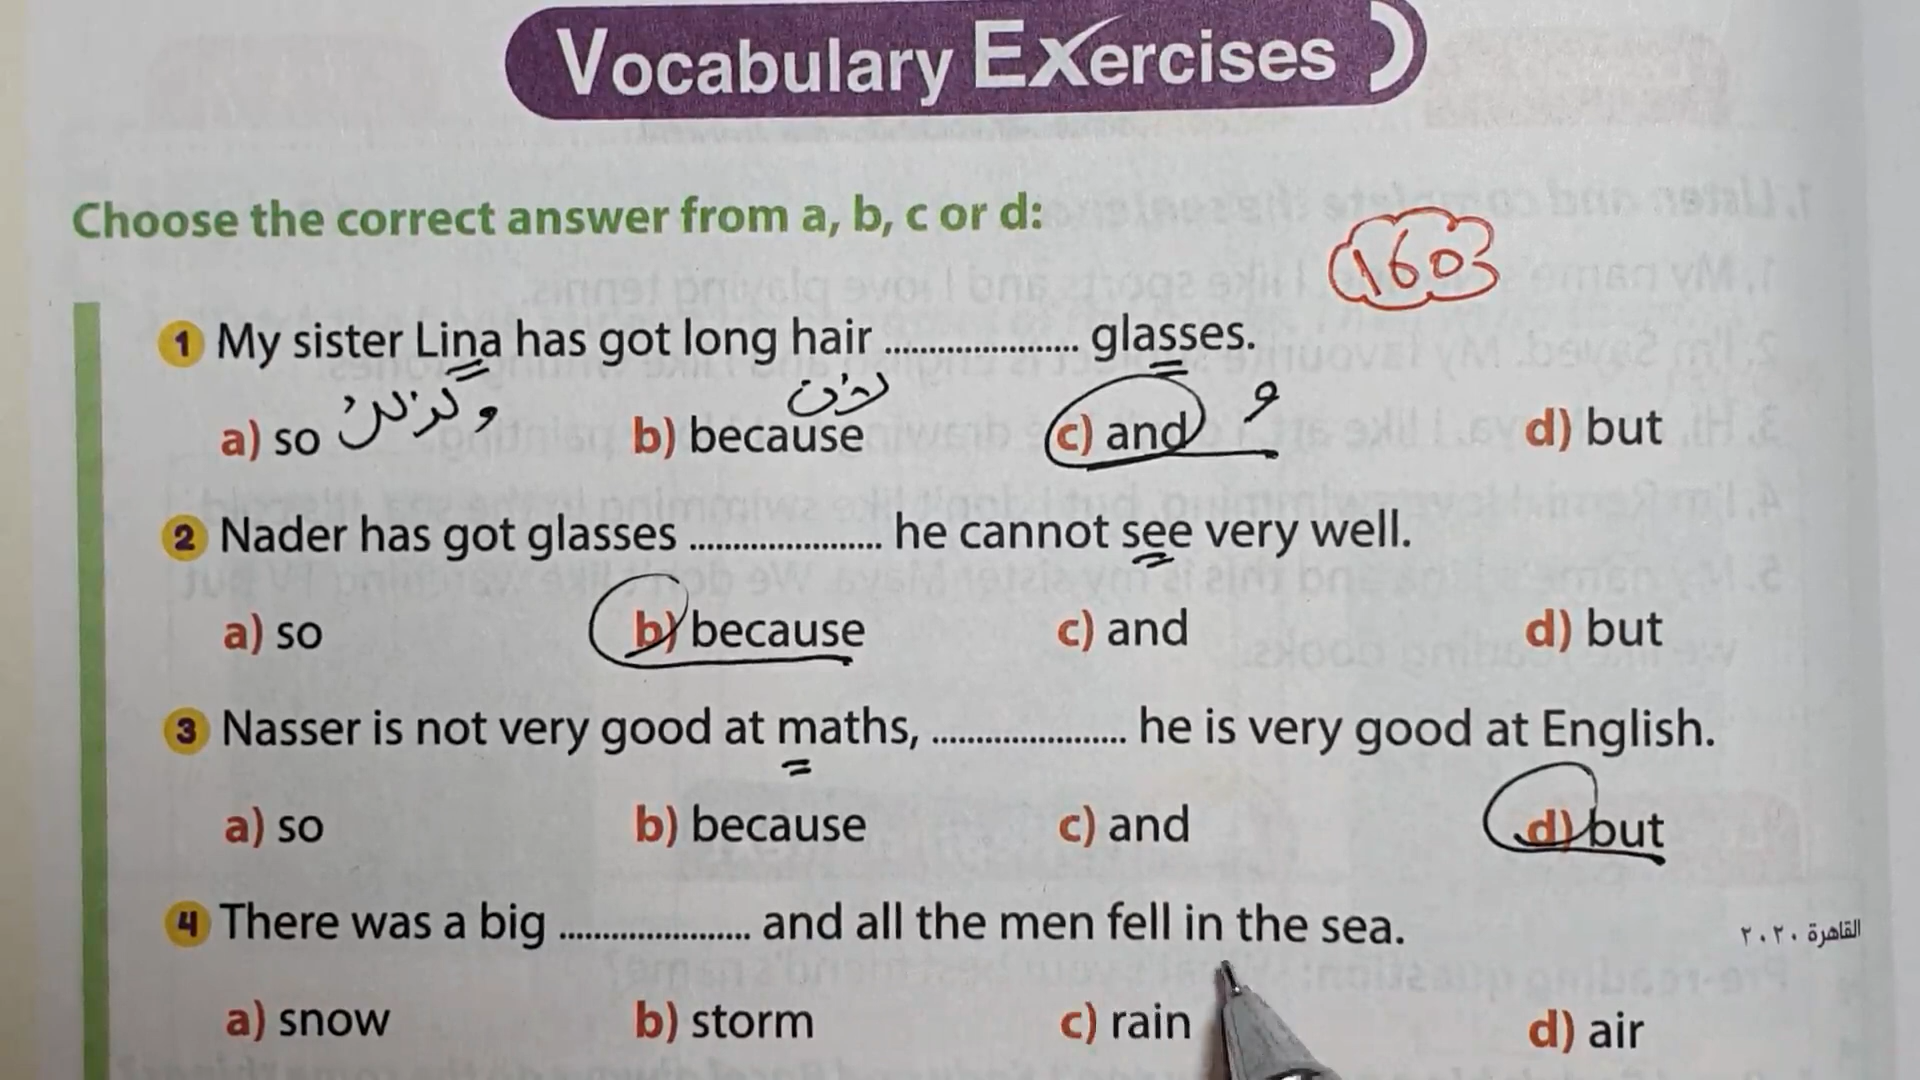 Vocabulary Exercises
Choose the correct answer from a, b, c or d:
1603
1 My sister Lina has got long hair ...................... glasses.
a) so b) because c) and و d) but
2 Nader has got glasses ...................... he cannot see very well.
a) so b) because c) and d) but
3 Nasser is not very good at maths, ...................... he is very good at English.
a) so b) because c) and d) but
4 There was a big ...................... and all the men fell in the sea. القاهرة ٢٠٢٠
a) snow b) storm c) rain d) air